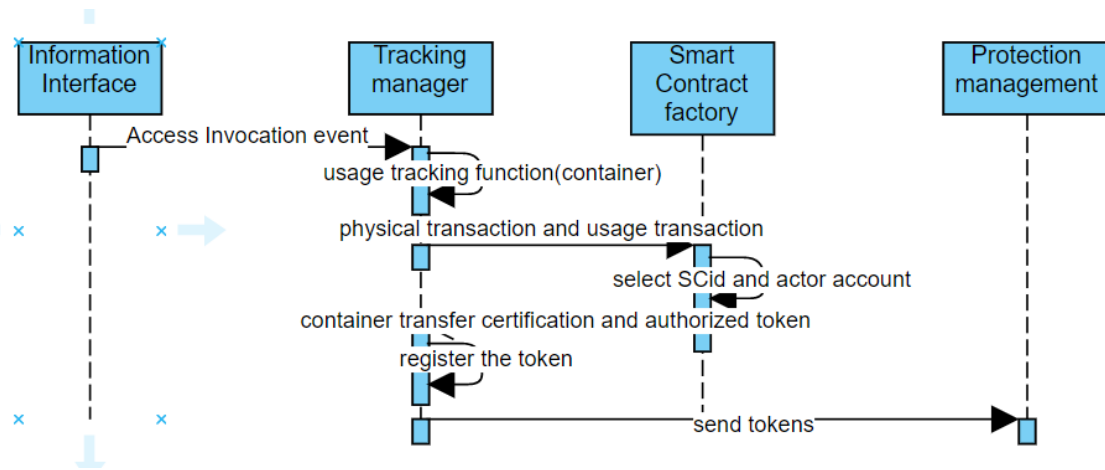 Information
Interface
Tracking
manager
Smart
Contract
factory
Protection
management
Access Invocation event
usage tracking function(container)
physical transaction and usage transaction
select SCid and actor account
container transfer certification and authorized token
register the token
send tokens